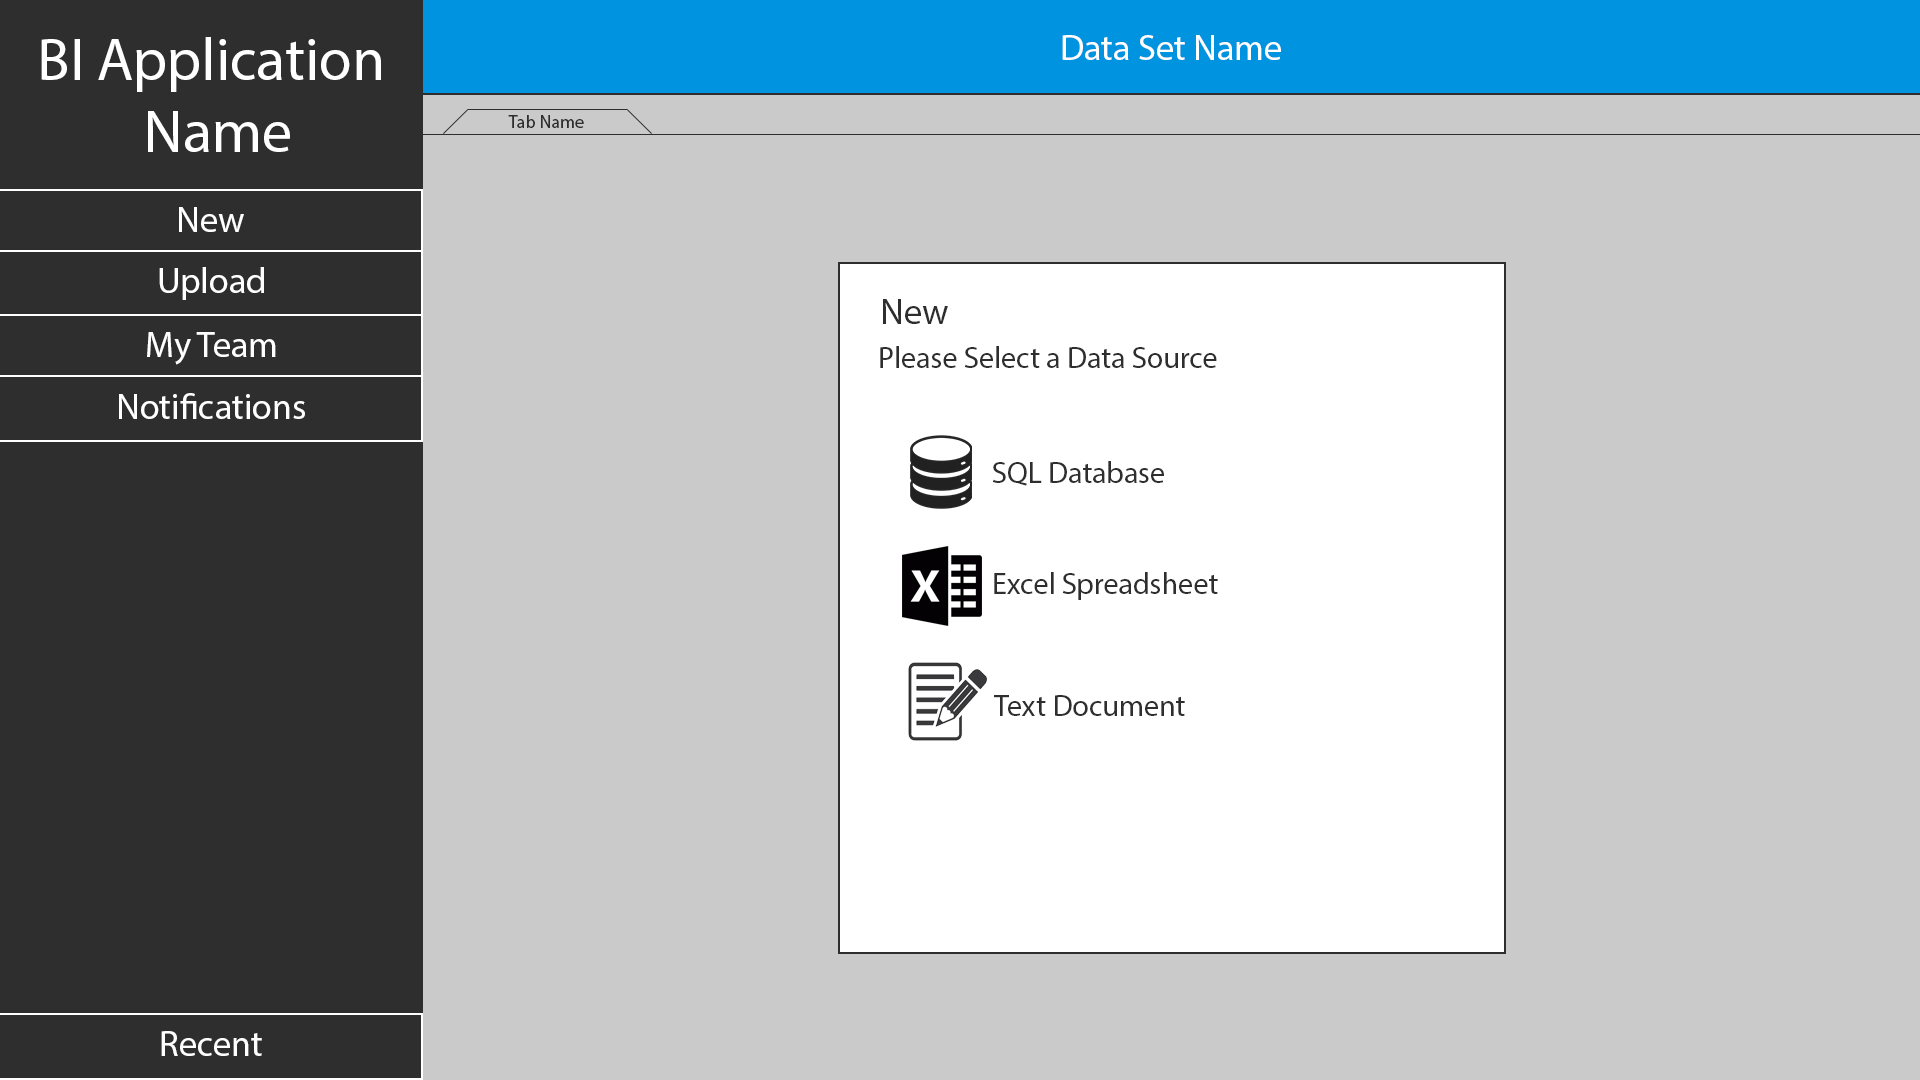 BI Application
Name
New
Upload
My Team
Notifications
Recent
Data Set Name
Tab Name
New
Please Select a Data Source
SQL Database
X
Excel Spreadsheet
Text Document